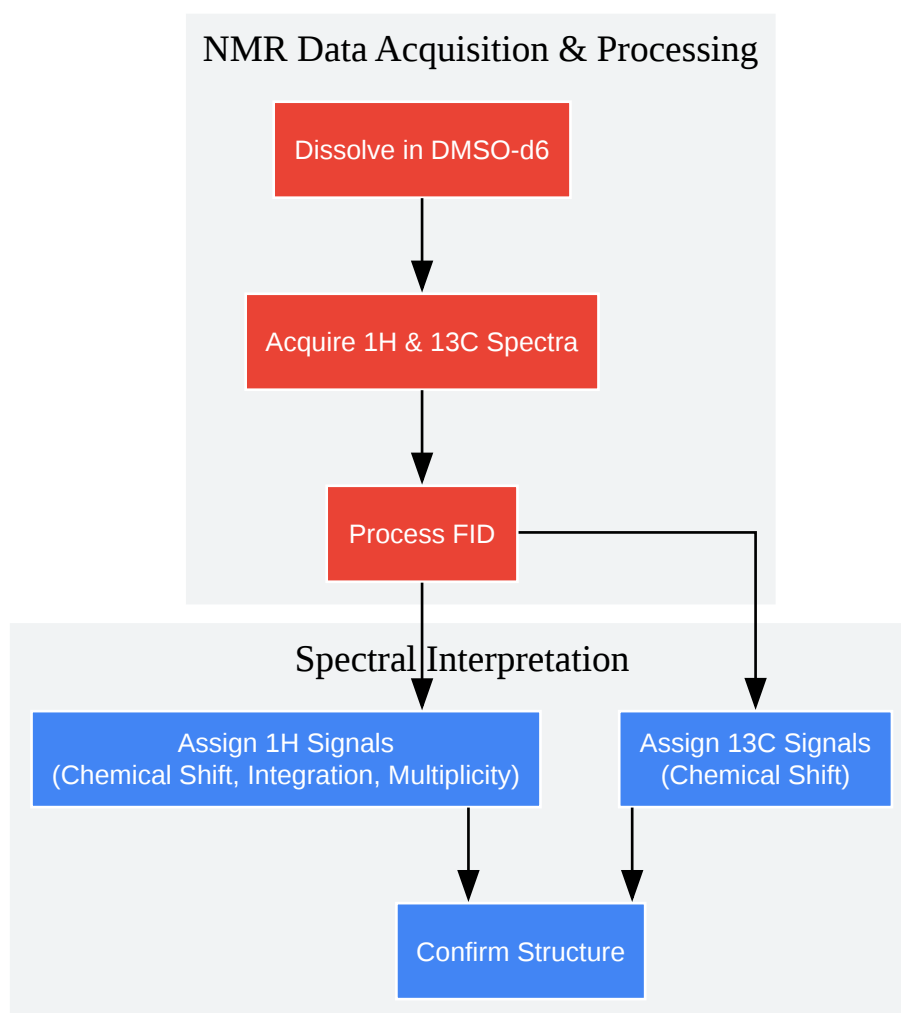 NMR Data Acquisition & Processing
Dissolve in DMSO-d6
Acquire 1H & 13C Spectra
Process FID
Spectral Interpretation
Assign 1H Signals
(Chemical Shift, Integration, Multiplicity)
Assign 13C Signals
(Chemical Shift)
Confirm Structure